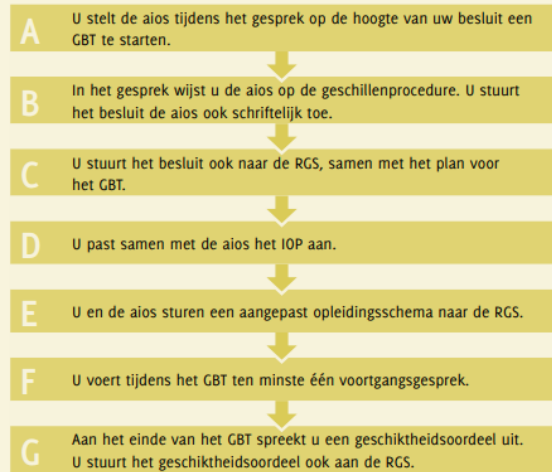 A
U stelt de aios tijdens het gesprek op de hoogte van uw besluit een
GBT te starten.
B
In het gesprek wijst u de aios op de geschillenprocedure. U stuurt
het besluit de aios ook schriftelijk toe.
C
U stuurt het besluit ook naar de RGS, samen met het plan voor
het GBT.
D
U past samen met de aios het IOP aan.
E
U en de aios sturen een aangepast opleidingsschema naar de RGS.
F
U voert tijdens het GBT ten minste één voortgangsgesprek.
G
Aan het einde van het GBT spreekt u een geschiktheidsoordeel uit.
U stuurt het geschiktheidsoordeel ook aan de RGS.